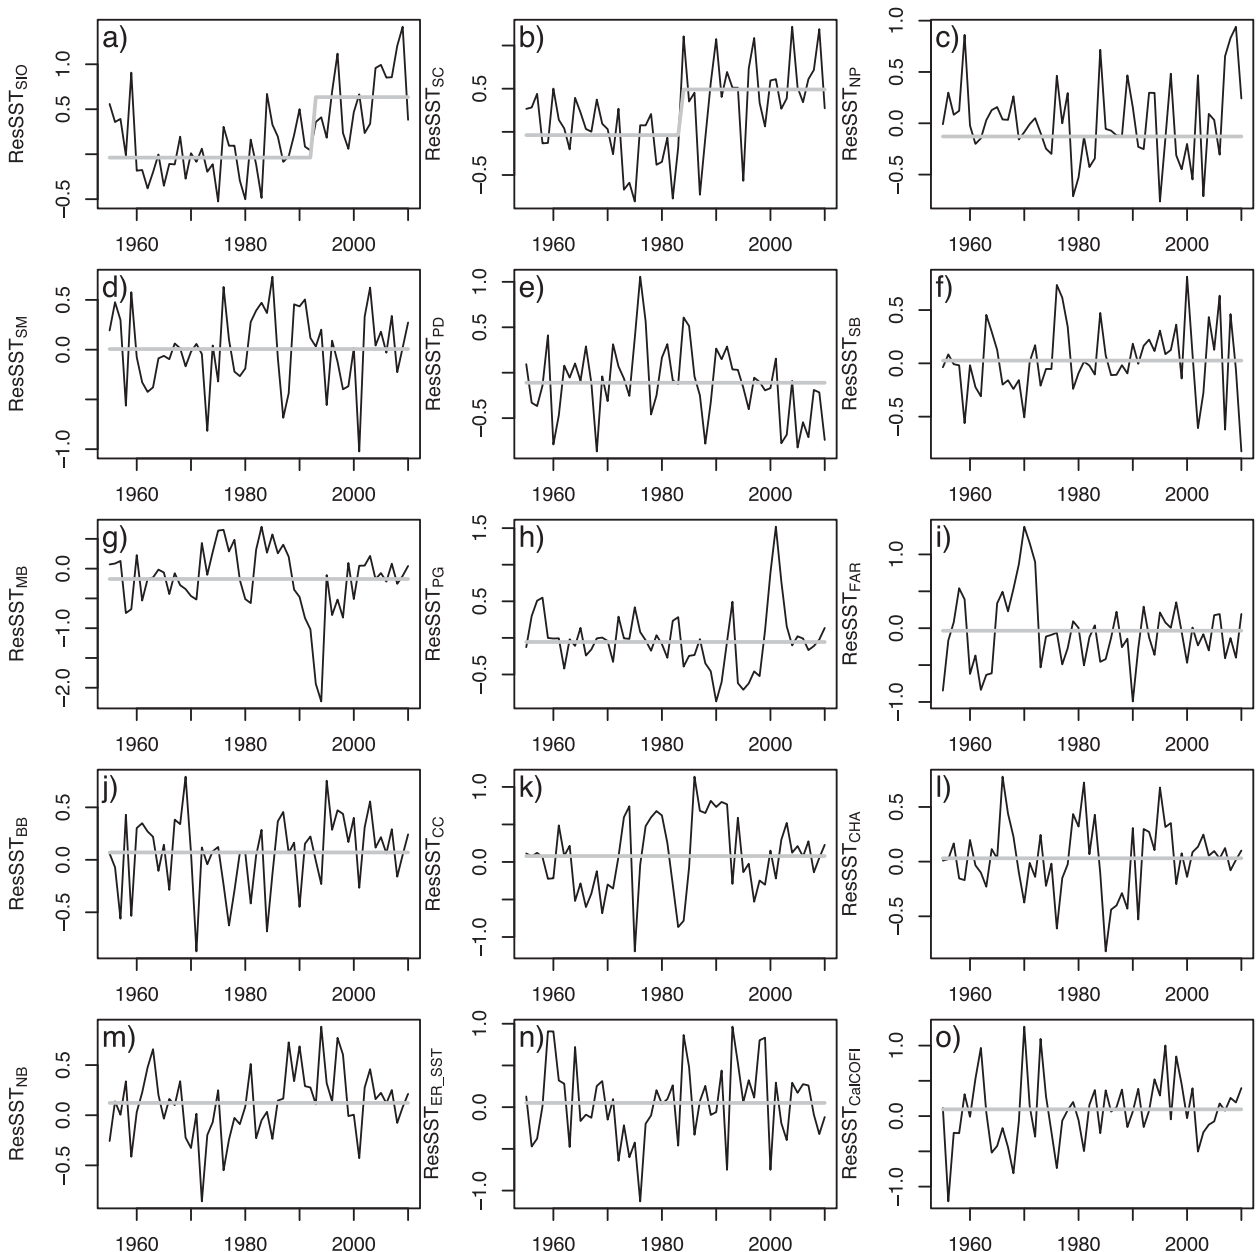 a)
ResSST_SIO
1.0
0.5
−0.5
1960 1980 2000
b)
ResSST_SC
0.5
−0.5
1960 1980 2000
c)
ResSST_NP
1.0
0.5
0.0
−0.5
1960 1980 2000
d)
ResSST_SM
0.5
0.0
−1.0
1960 1980 2000
e)
ResSST_PD
1.0
0.5
−0.5
1960 1980 2000
f)
ResSST_SB
0.5
0.0
−0.5
1960 1980 2000
g)
ResSST_MB
0.0
−1.0
−2.0
1960 1980 2000
h)
ResSST_PG
1.5
0.5
−0.5
1960 1980 2000
i)
ResSST_FAR
1.0
0.0
−1.0
1960 1980 2000
j)
ResSST_BB
0.5
0.0
−0.5
1960 1980 2000
k)
ResSST_CC
1.0
0.0
−1.0
1960 1980 2000
l)
ResSST_CHA
0.5
0.0
−0.5
1960 1980 2000
m)
ResSST_NB
0.5
0.0
−0.5
1960 1980 2000
n)
ResSST_ER_SST
1.0
0.0
−1.0
1960 1980 2000
o)
ResSST_CalCOFI
1.0
0.0
−1.0
1960 1980 2000